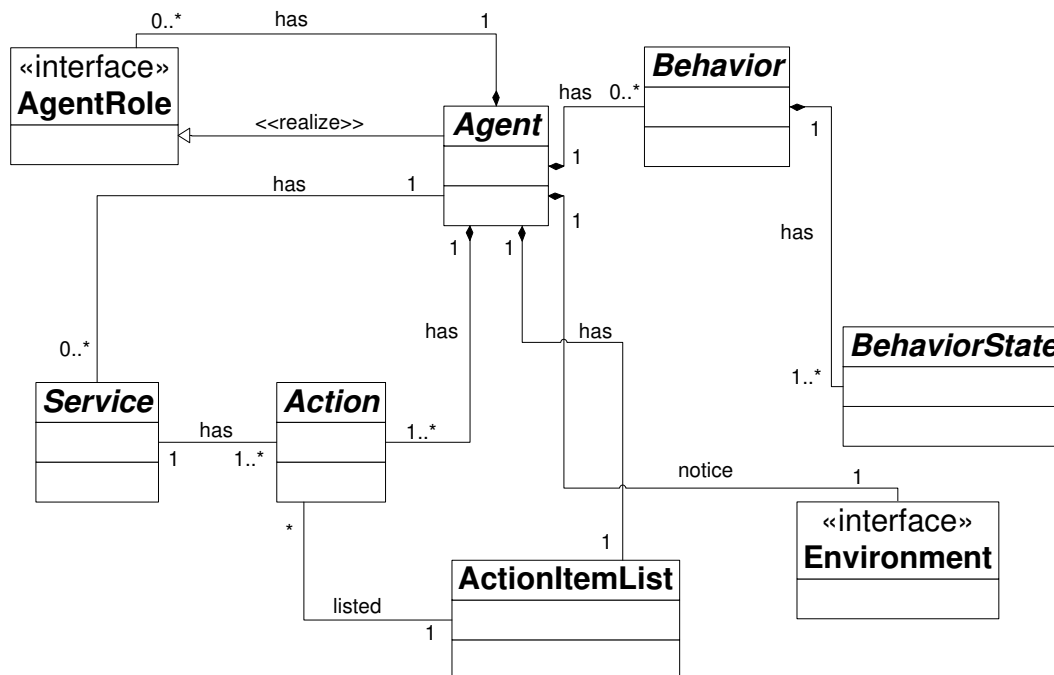 0..*
has
1
«interface»
AgentRole
<<realize>>
Agent
has
0..*
1
Behavior
1
has
1..*
BehaviorState
has
1
0..*
1
1
1
has
has
Service
Action
has
1
1..*
1..*
*
listed
1
1
ActionItemList
notice
1
«interface»
Environment